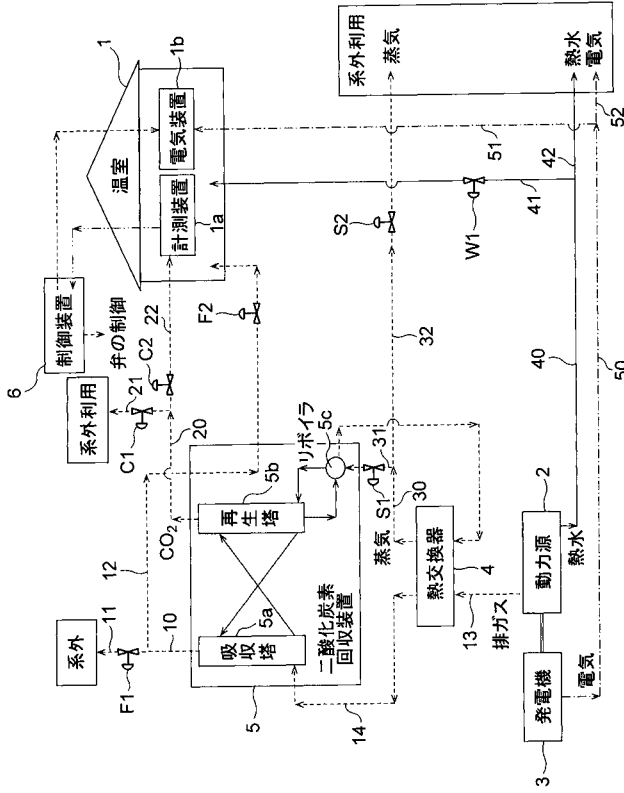 6
制御装置
弁の制御
系外利用
21
C1
C2
22
20
系外
11
F1
12
10
CO2
再生塔
5b
吸収塔
5a
二酸化炭素
回収装置
5
リボイラ
5c
31
S1
30
14
蒸気
熱交換器
4
13
排ガス
動力源
2
熱水
発電機
3
電気
温室
1
計測装置
1a
電気装置
1b
F2
32
S2
W1
41
51
40
50
42
52
系外利用
蒸気
熱水
電気